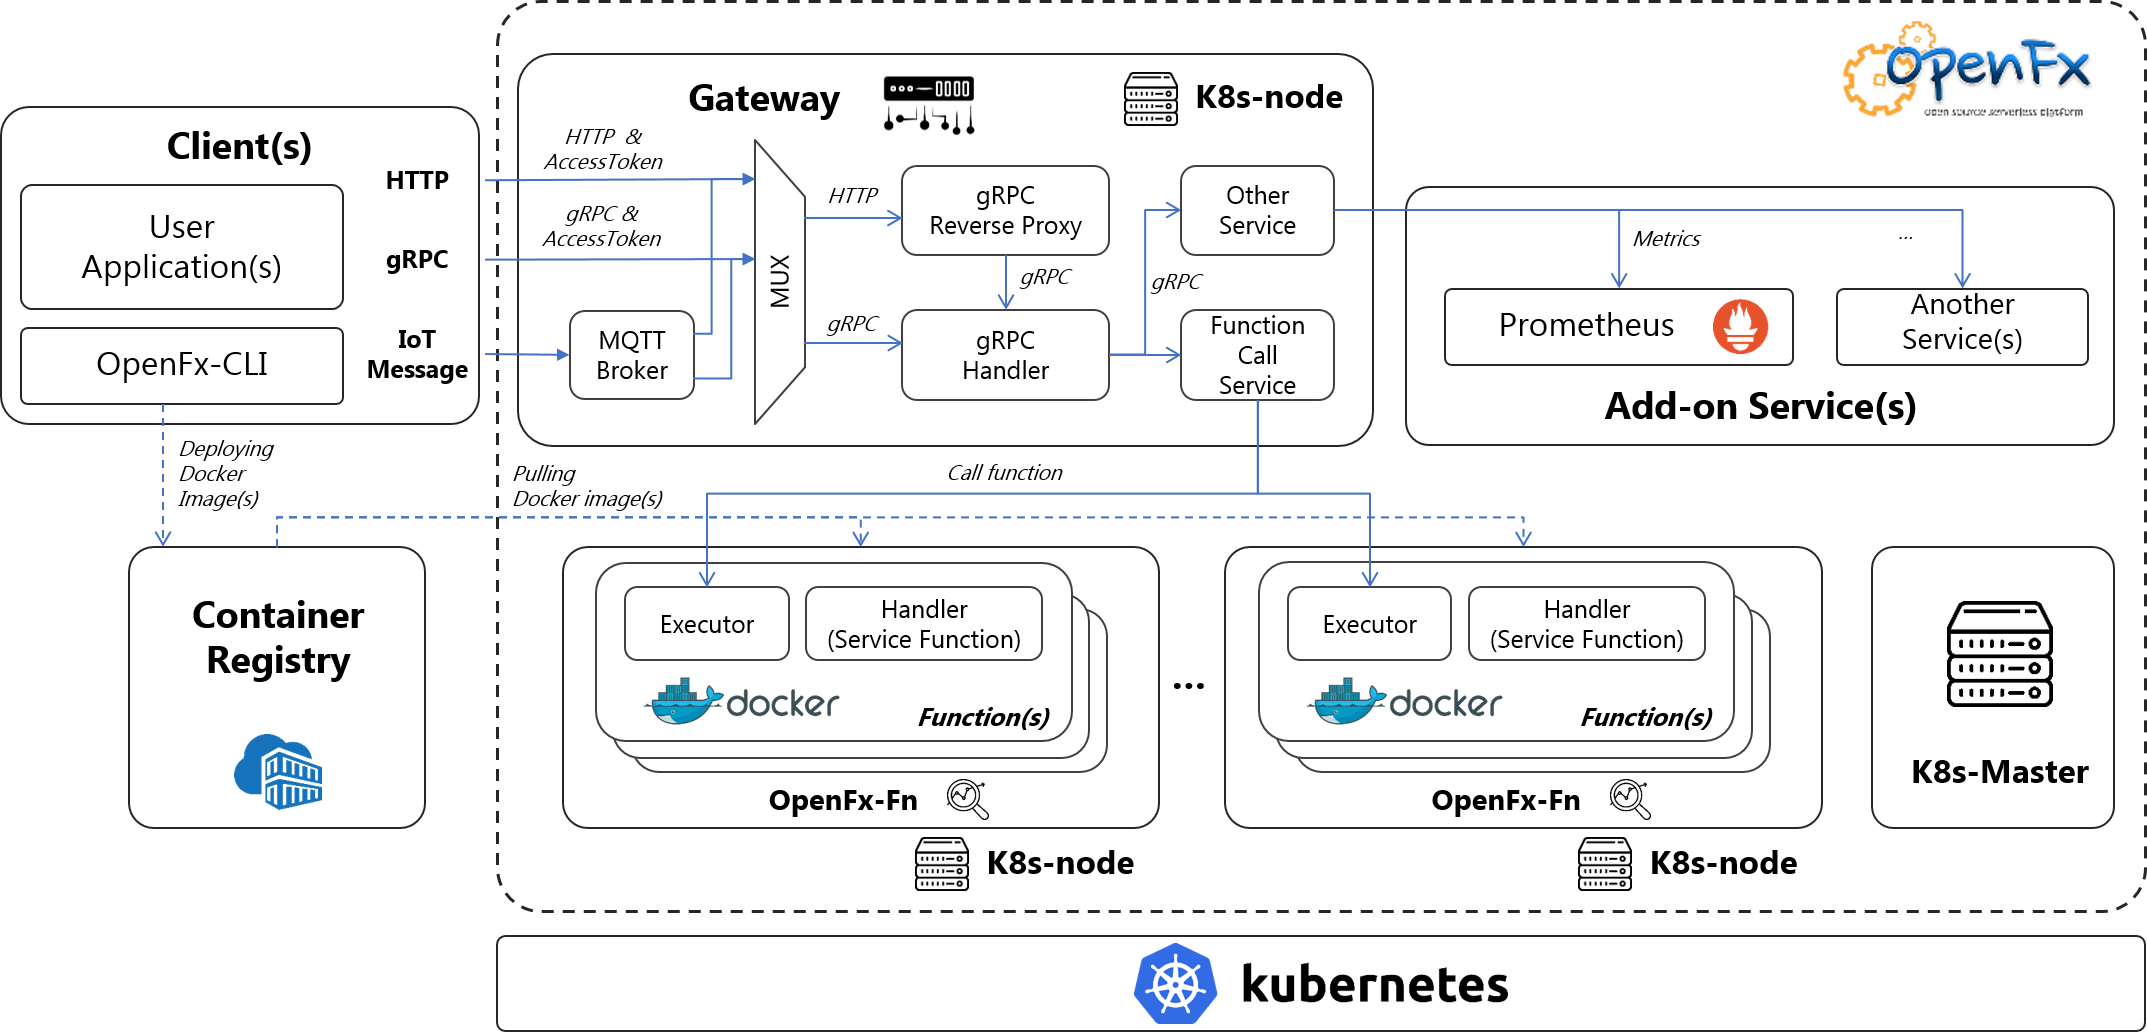 Client(s)
User
Application(s)
OpenFx-CLI
HTTP
gRPC
IoT
Message
Deploying
Docker
Image(s)
Container
Registry
Gateway
K8s-node
OpenFx
open source serverless platform
HTTP &
AccessToken
gRPC &
AccessToken
MQTT
Broker
MUX
HTTP
gRPC
gRPC
Reverse Proxy
gRPC
gRPC
Handler
gRPC
Other
Service
Function
Call
Service
Metrics
...
Prometheus
Another
Service(s)
Add-on Service(s)
Pulling
Docker image(s)
Call function
Executor
Handler
(Service Function)
docker
Function(s)
OpenFx-Fn
K8s-node
...
Executor
Handler
(Service Function)
docker
Function(s)
OpenFx-Fn
K8s-node
K8s-Master
kubernetes